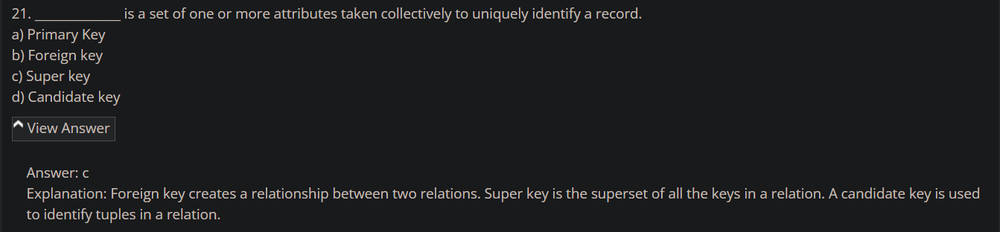 21. ______________ is a set of one or more attributes taken collectively to uniquely identify a record.
a) Primary Key
b) Foreign key
c) Super key
d) Candidate key
View Answer
Answer: c
Explanation: Foreign key creates a relationship between two relations. Super key is the superset of all the keys in a relation. A candidate key is used
to identify tuples in a relation.